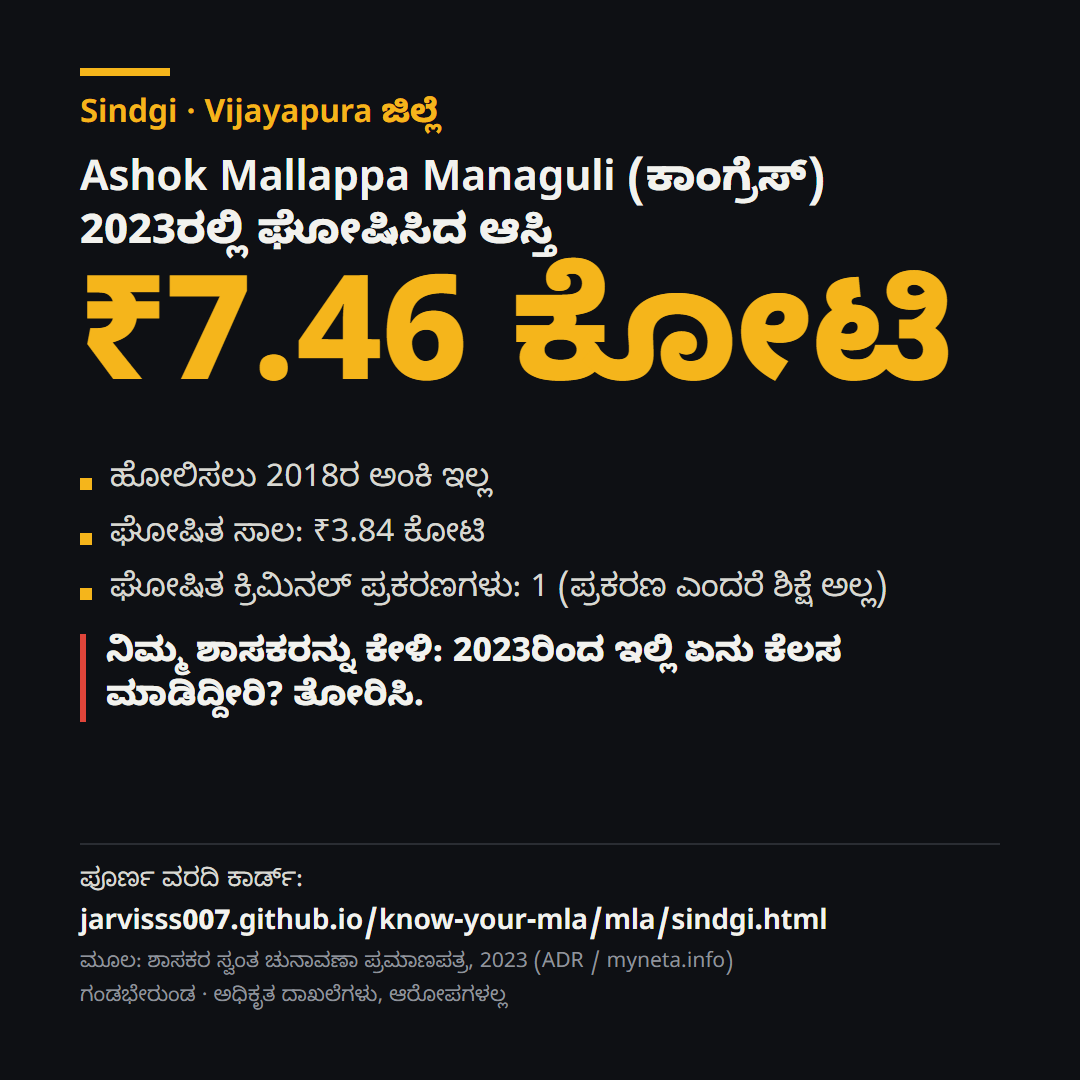 Sindgi · Vijayapura ಜಿಲ್ಲೆ
Ashok Mallappa Managuli (ಕಾಂಗ್ರೆಸ್)
2023ರಲ್ಲಿ ಘೋಷಿಸಿದ ಆಸ್ತಿ
₹7.46 ಕೋಟಿ
ಹೋಲಿಸಲು 2018ರ ಅಂಕಿ ಇಲ್ಲ
ಘೋಷಿತ ಸಾಲ: ₹3.84 ಕೋಟಿ
ಘೋಷಿತ ಕ್ರಿಮಿನಲ್ ಪ್ರಕರಣಗಳು: 1 (ಪ್ರಕರಣ ಎಂದರೆ ಶಿಕ್ಷೆ ಅಲ್ಲ)
ನಿಮ್ಮ ಶಾಸಕರನ್ನು ಕೇಳಿ: 2023ರಿಂದ ಇಲ್ಲಿ ಏನು ಕೆಲಸ
ಮಾಡಿದ್ದೀರಿ? ತೋರಿಸಿ.
ಪೂರ್ಣ ವರದಿ ಕಾರ್ಡ್:
jarvisss007.github.io/know-your-mla/mla/sindgi.html
ಮೂಲ: ಶಾಸಕರ ಸ್ವಂತ ಚುನಾವಣಾ ಪ್ರಮಾಣಪತ್ರ, 2023 (ADR / myneta.info)
ಗಂಡಭೇರುಂಡ · ಅಧಿಕೃತ ದಾಖಲೆಗಳು, ಆರೋಪಗಳಲ್ಲ